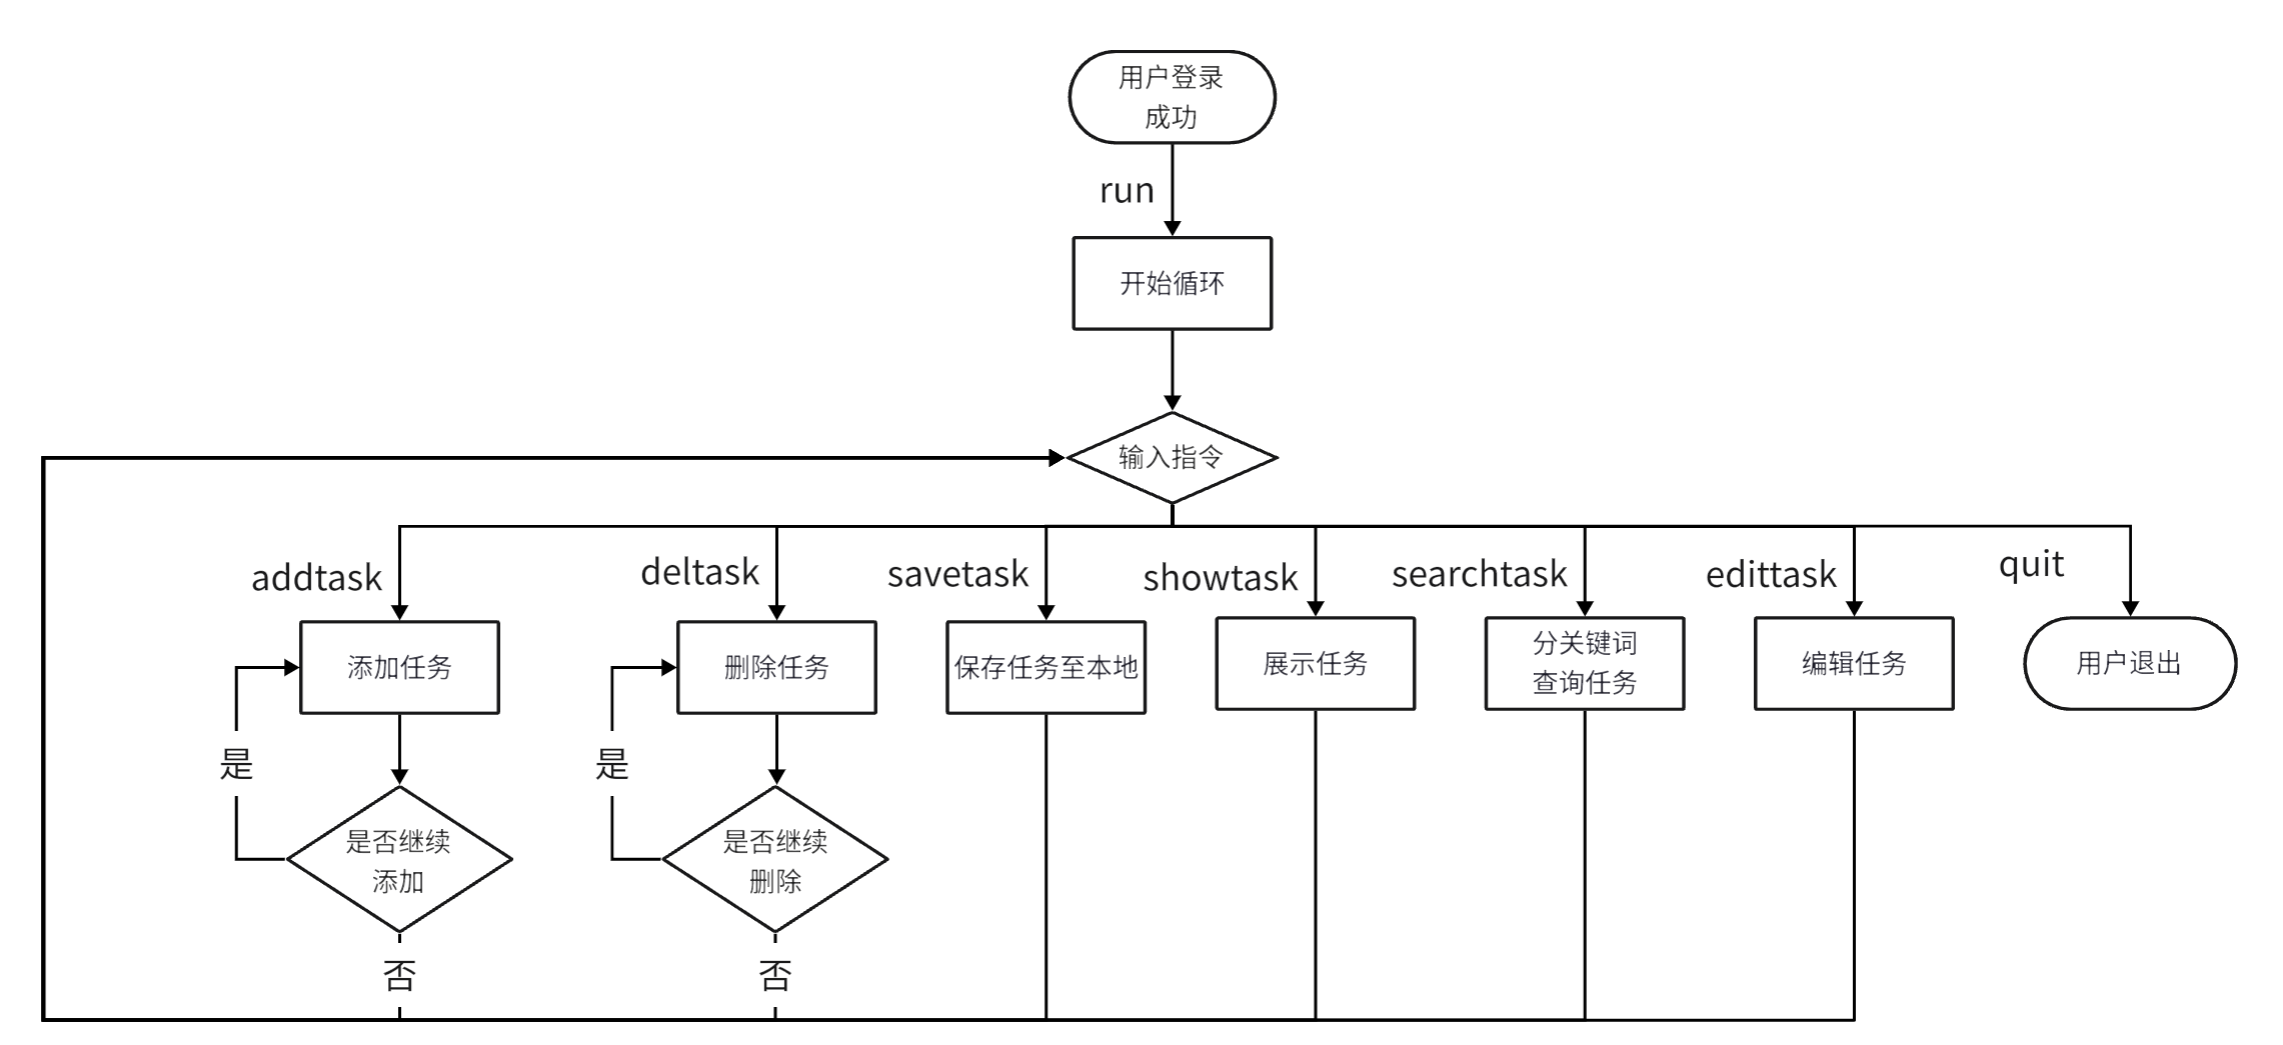 用户登录
成功
run
开始循环
输入指令
addtask
deltask
savetask
showtask
searchtask
edittask
quit
添加任务
删除任务
保存任务至本地
展示任务
分关键词
查询任务
编辑任务
用户退出
是
是
是否继续
添加
是否继续
删除
否
否